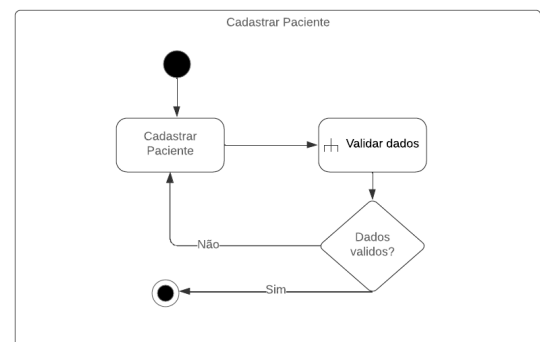 Cadastrar Paciente
Cadastrar
Paciente
Validar dados
Dados
validos?
Não
Sim